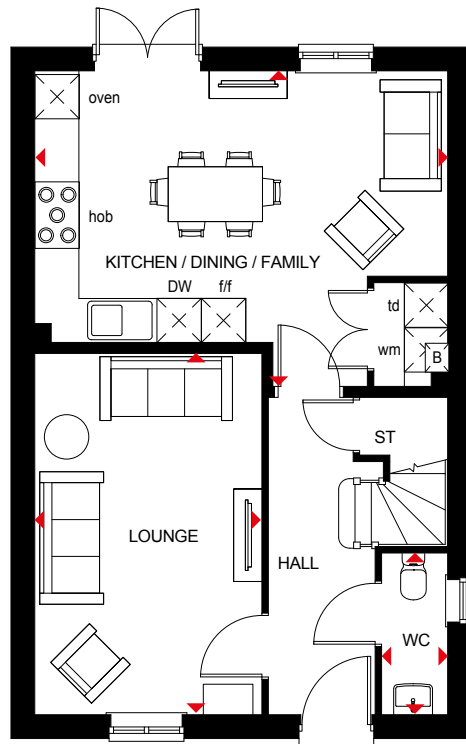 oven
hob
KITCHEN / DINING / FAMILY
DW f/f
td
wm
B
ST
LOUNGE
HALL
WC